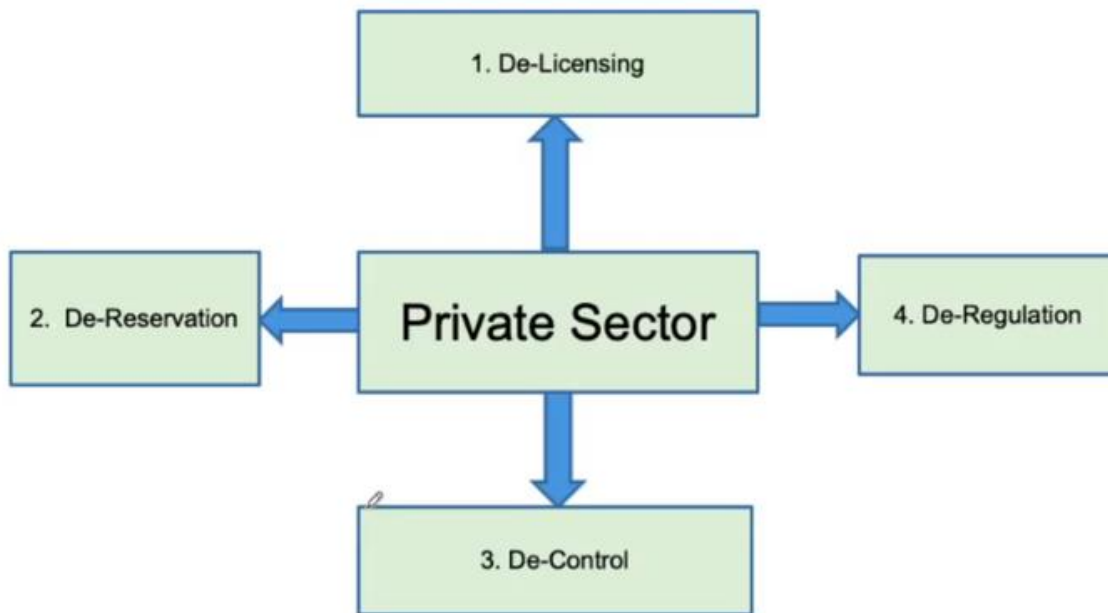 1. De-Licensing
2. De-Reservation
Private Sector
4. De-Regulation
3. De-Control